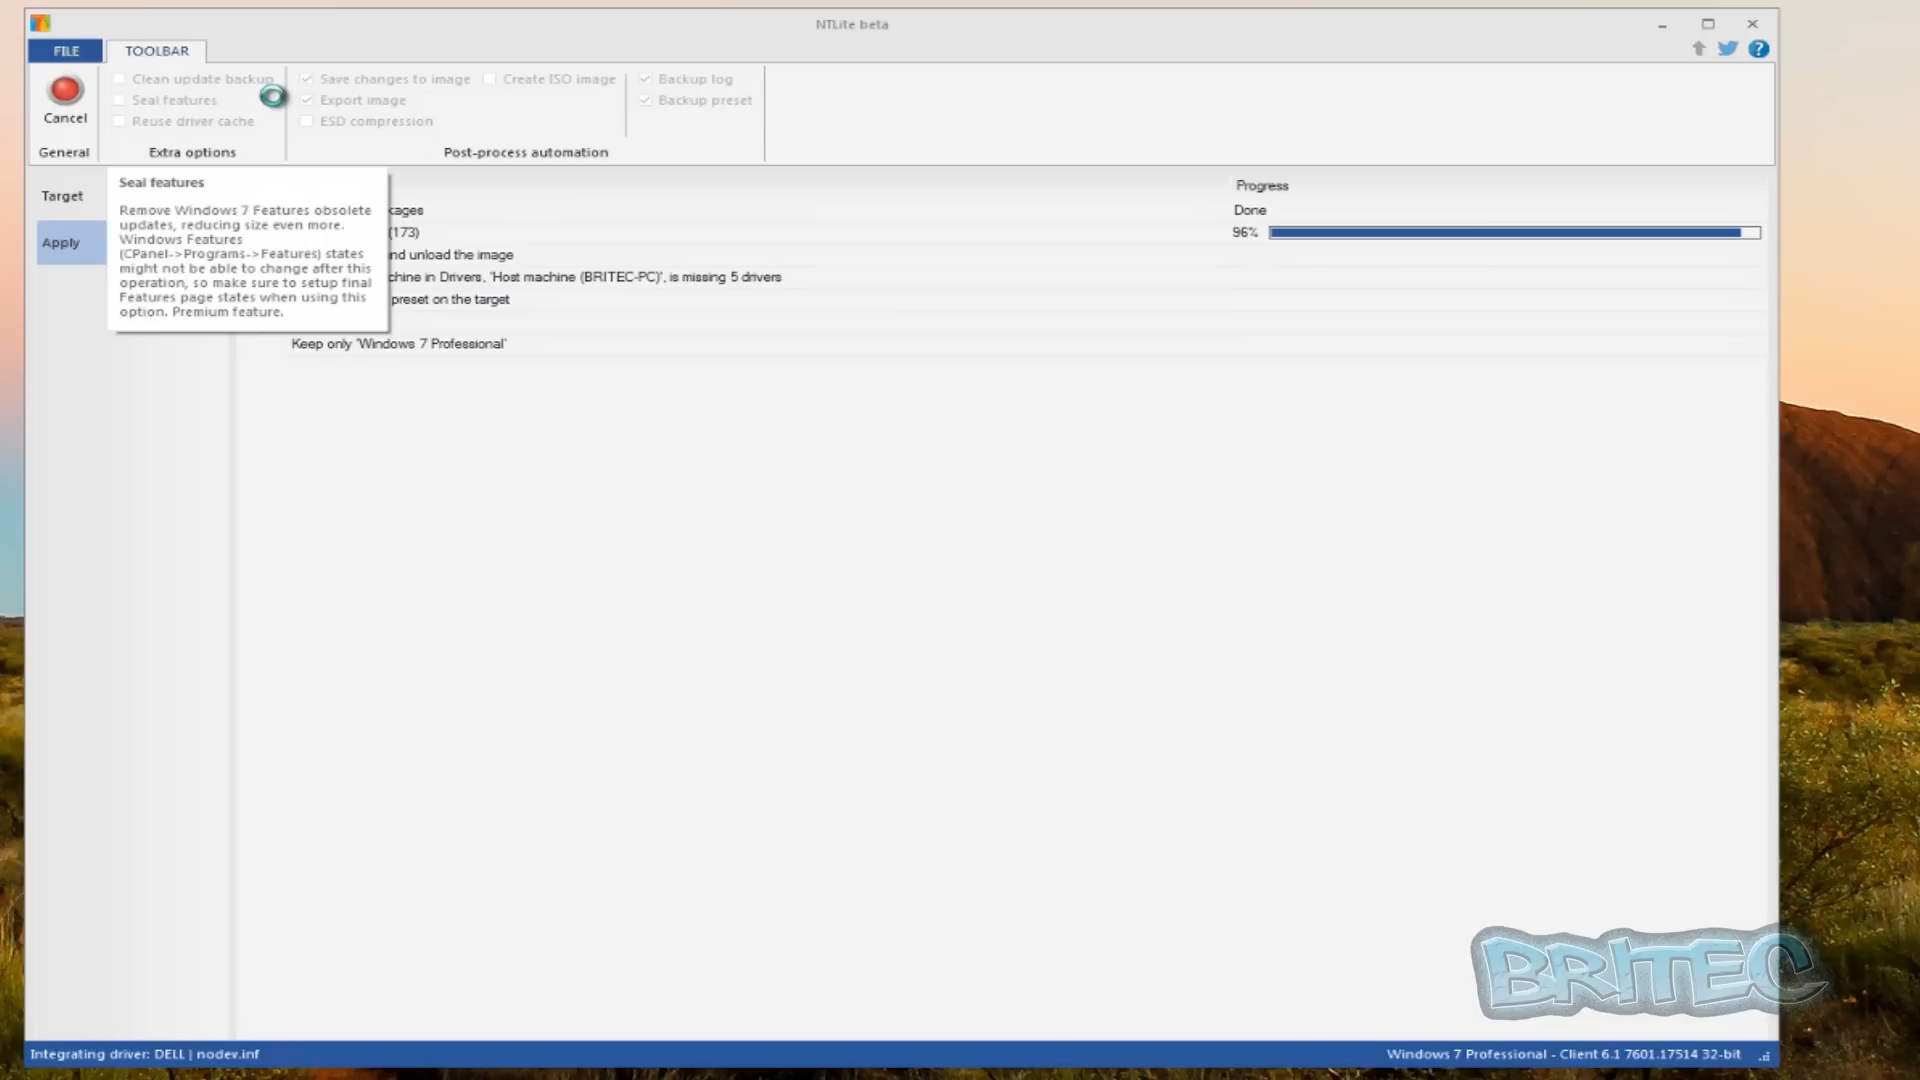 NTLite beta
FILE
TOOLBAR
Clean update backup
Save changes to image
Create ISO image
Backup log
Seal features
Export image
Backup preset
Cancel
Reuse driver cache
ESD compression
General
Extra options
Post-process automation
Target
Seal features
Progress
Remove Windows 7 Features obsolete
updates, reducing size even more.
Windows Features
(CPanel->Programs->Features) states
might not be able to change after this
operation, so make sure to setup final
Features page states when using this
option. Premium feature.
kages
Done
(173)
96%
Apply
nd unload the image
chine in Drivers, 'Host machine (BRITEC-PC)', is missing 5 drivers
preset on the target
Keep only 'Windows 7 Professional'
BRITEC
Integrating driver: DELL | nodev.inf
Windows 7 Professional - Client 6.1 7601.17514 32-bit